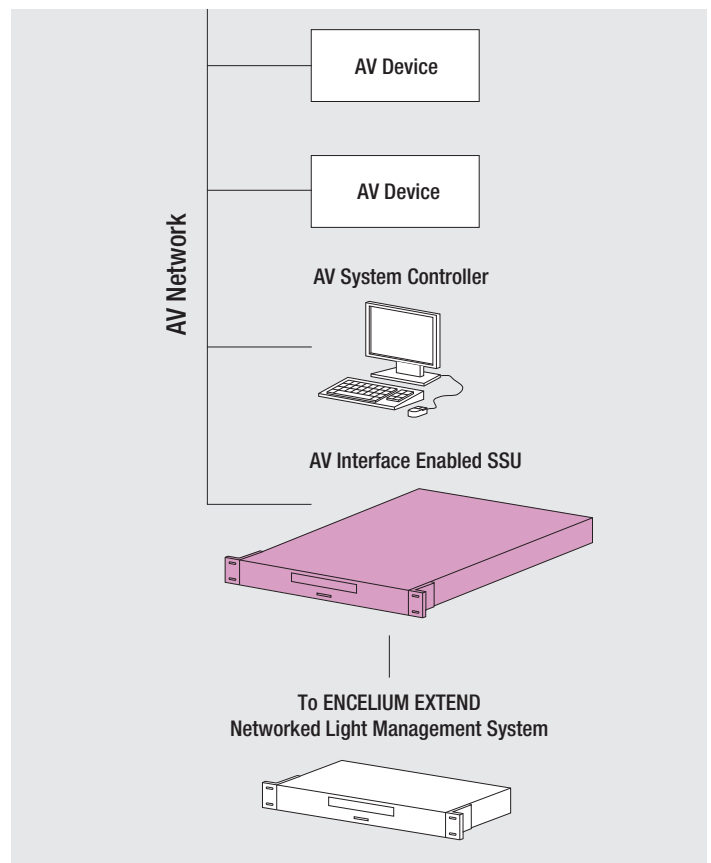 AV Device
AV Device
AV Network
AV System Controller
AV Interface Enabled SSU
To ENCELIUM EXTEND
Networked Light Management System